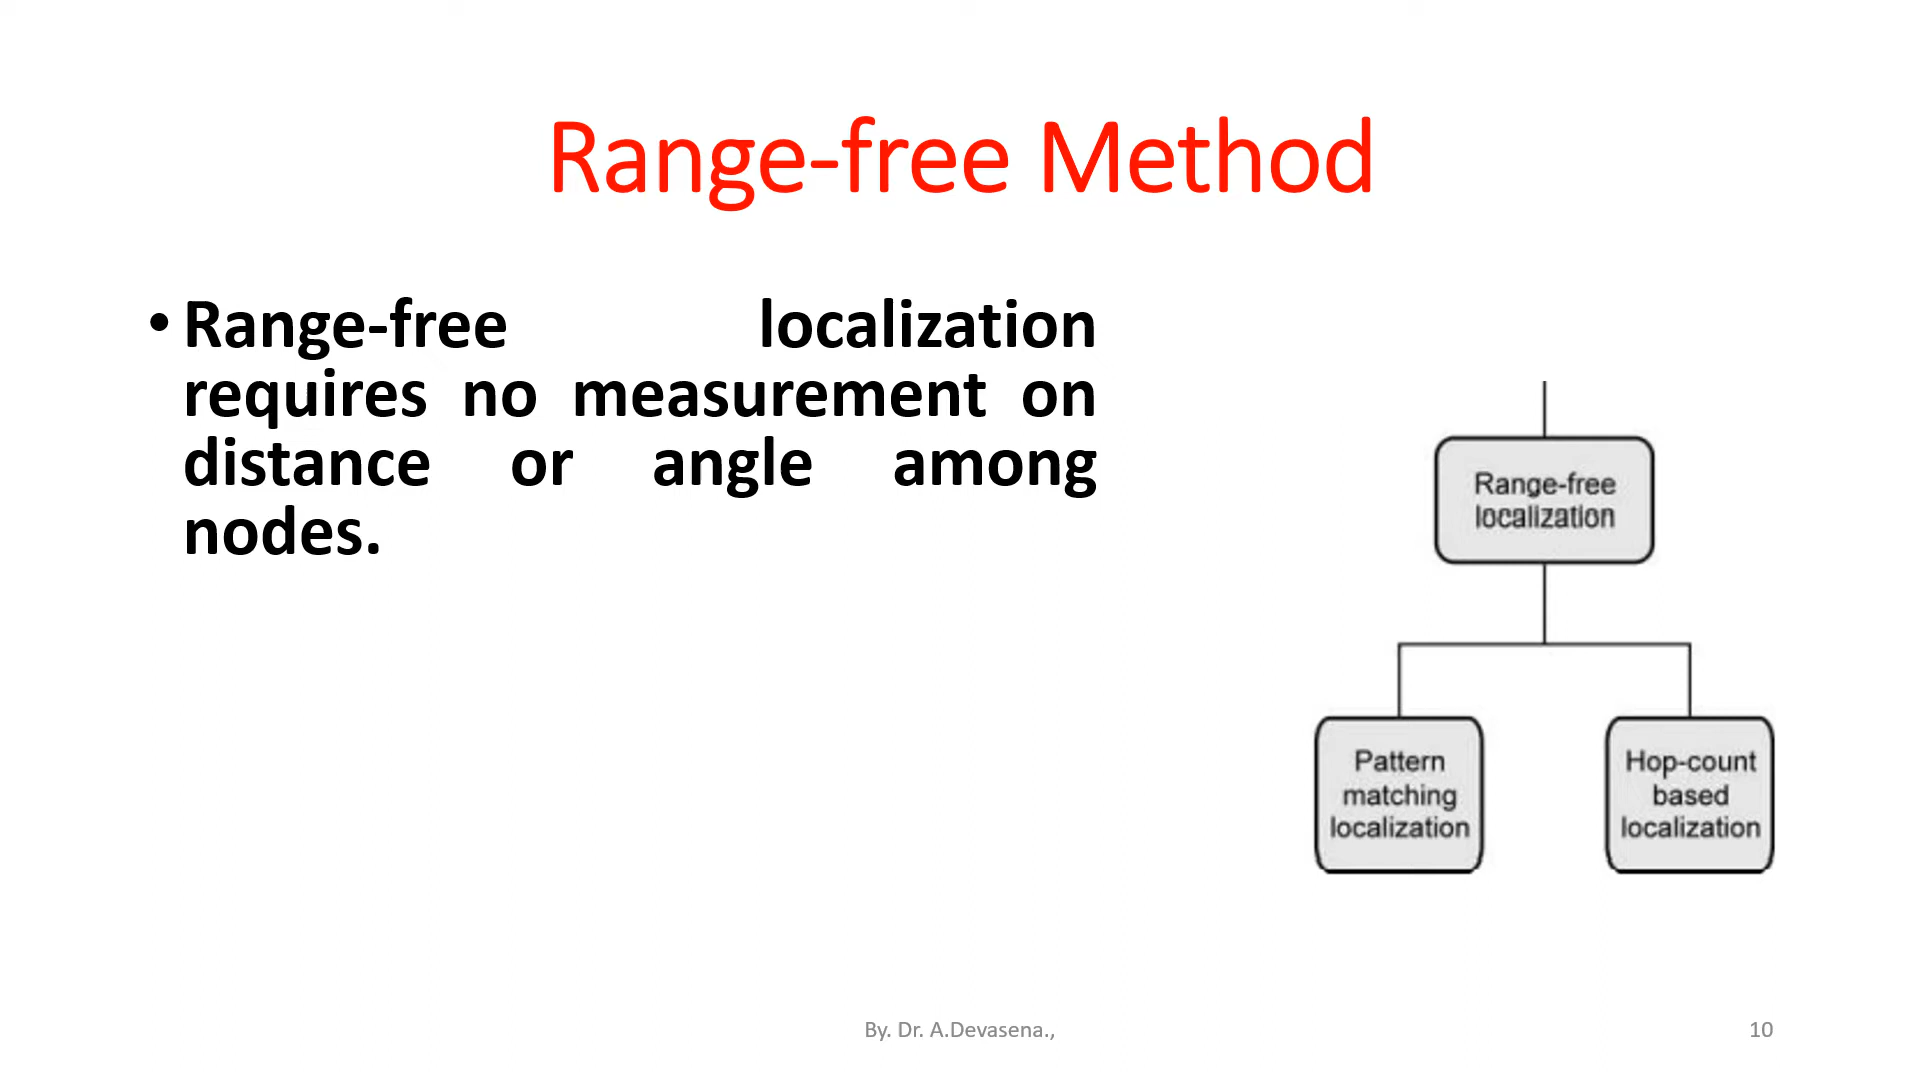 Range-free Method
• Range-free localization
requires no measurement on
distance or angle among
nodes.
Range-free
localization
Pattern
matching
localization
Hop-count
based
localization
By. Dr. A.Devasena.,
10